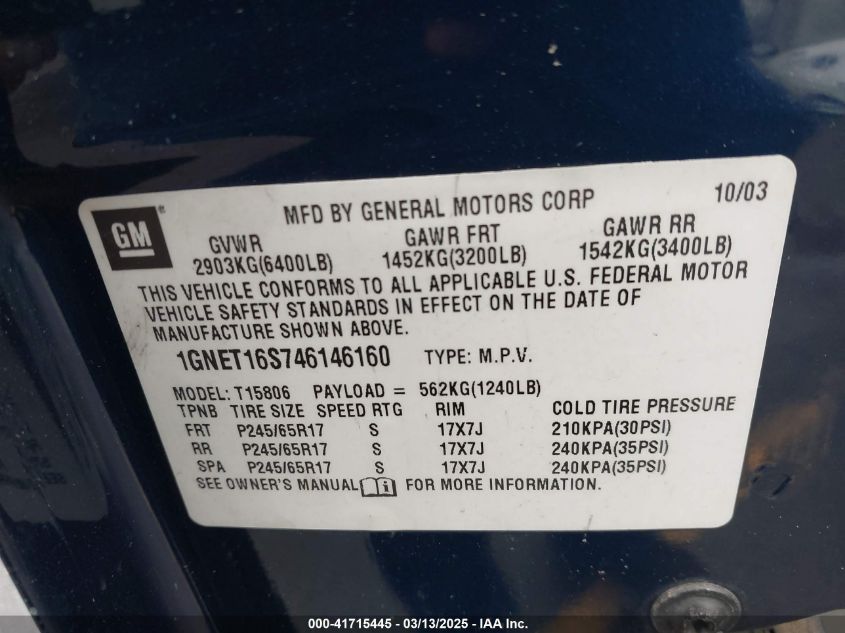 GM®
MFD BY GENERAL MOTORS CORP 10/03
GVWR GAWR FRT GAWR RR
2903KG(6400LB) 1452KG(3200LB) 1542KG(3400LB)
THIS VEHICLE CONFORMS TO ALL APPLICABLE U.S. FEDERAL MOTOR
VEHICLE SAFETY STANDARDS IN EFFECT ON THE DATE OF
MANUFACTURE SHOWN ABOVE.
1GNET16S746146160 TYPE: M.P.V.
MODEL: T15806 PAYLOAD = 562KG(1240LB)
TPNB TIRE SIZE SPEED RTG RIM COLD TIRE PRESSURE
FRT P245/65R17 S 17X7J 210KPA(30PSI)
RR P245/65R17 S 17X7J 240KPA(35PSI)
SPA P245/65R17 S 17X7J 240KPA(35PSI)
SEE OWNER'S MANUAL FOR MORE INFORMATION.
000-41715445 - 03/13/2025 - IAA Inc.